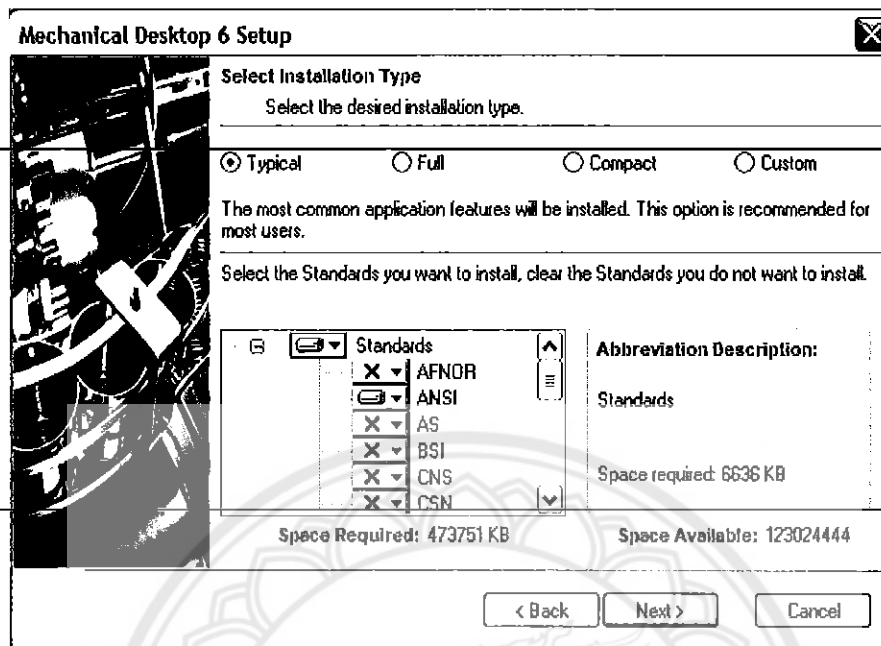 Mechanical Desktop 6 Setup
Select Installation Type
Select the desired installation type.
Typical Full Compact Custom
The most common application features will be installed. This option is recommended for
most users.
Select the Standards you want to install, clear the Standards you do not want to install.
Standards
AFNOR
ANSI
AS
BSI
CNS
CSN
Abbreviation Description:
Standards
Space required: 6636 KB
Space Required: 473751 KB
Space Available: 123024444
< Back Next > Cancel